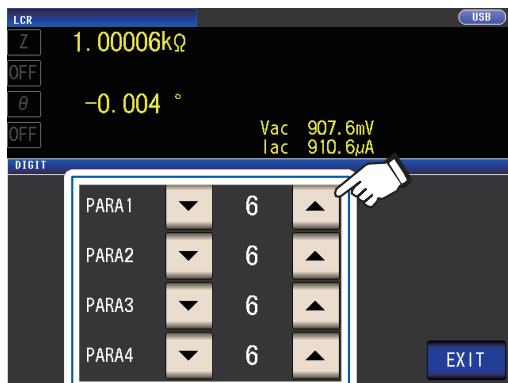 LCR USB
Z 1.00006kΩ
OFF
θ -0.004 °
OFF Vac 907.6mV
Iac 910.6μA
DIGIT
PARA1 6
PARA2 6
PARA3 6
PARA4 6
EXIT